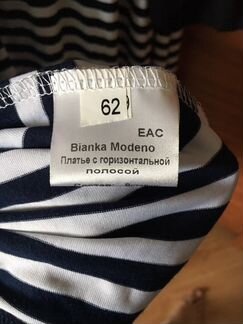 62
EAC
Bianka Modeno
Платье с горизонтальной
полосой